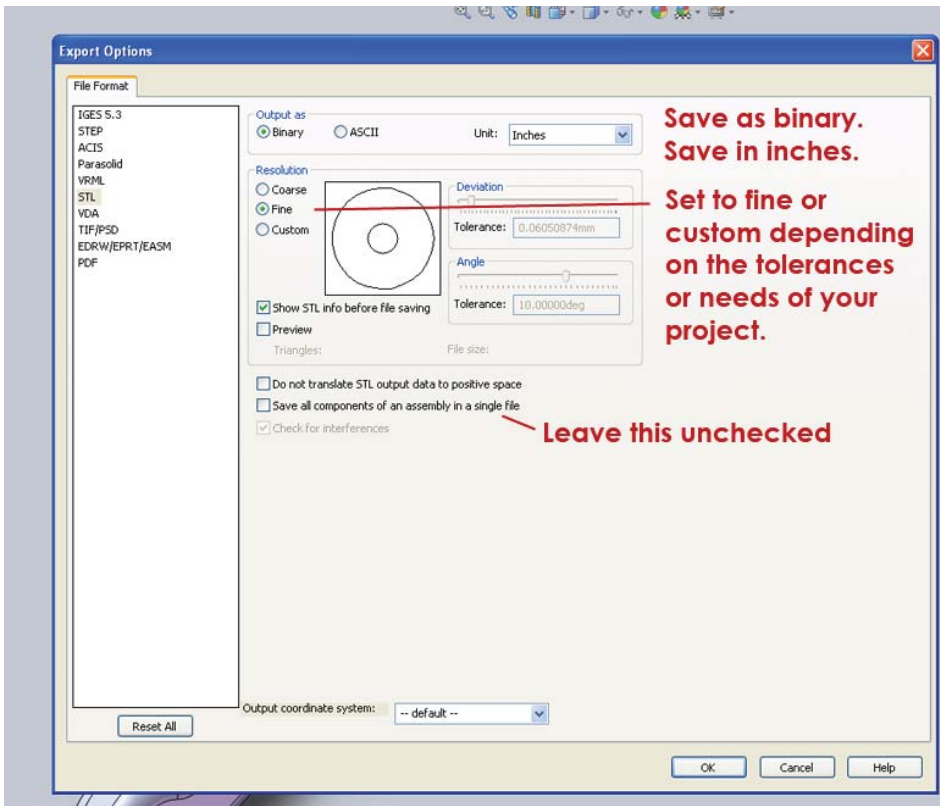 Export Options
File Format
IGES 5.3
STEP
ACIS
Parasolid
VRML
STL
VDA
TIF/PSD
EDRW/EPRT/EASM
PDF
Output as
Binary ASCII Unit: Inches
Resolution
Coarse
Fine
Custom
Deviation
Tolerance: 0.06050874mm
Angle
Tolerance: 10.00000deg
Show STL info before file saving
Preview
Triangles: File size:
Do not translate STL output data to positive space
Save all components of an assembly in a single file
Check for interferences
Output coordinate system: -- default --
Reset All
OK Cancel Help
Save as binary.
Save in inches.
Set to fine or
custom depending
on the tolerances
or needs of your
project.
Leave this unchecked